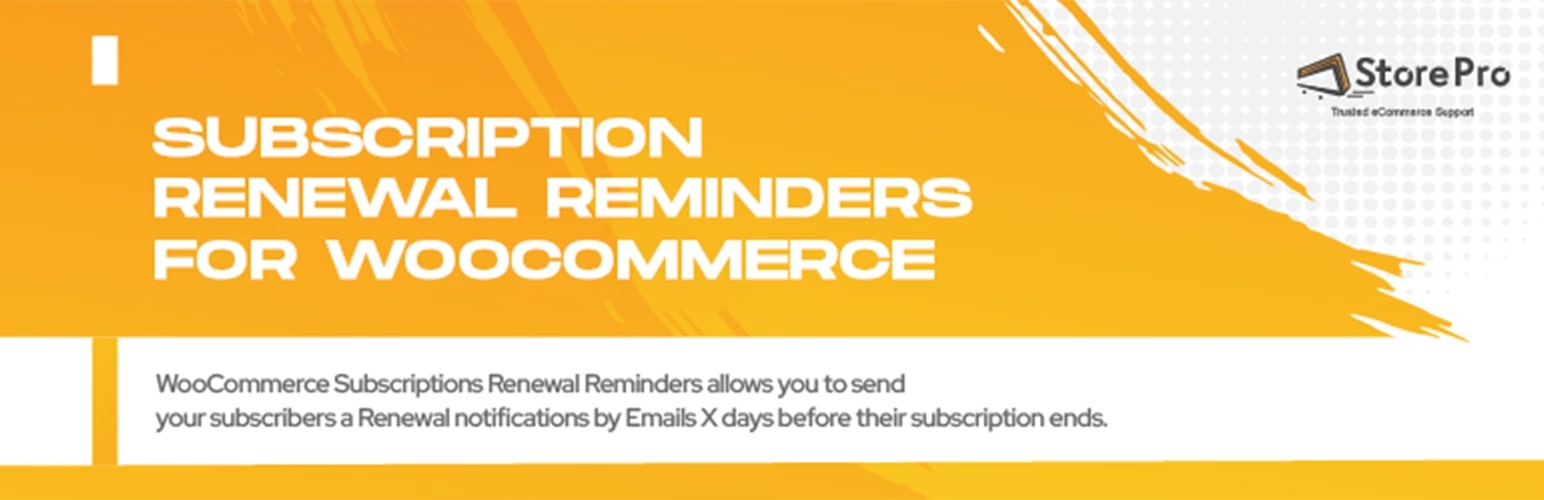 StorePro
Trusted eCommerce Support
SUBSCRIPTION
RENEWAL REMINDERS
FOR WOOCOMMERCE
WooCommerce Subscriptions Renewal Reminders allows you to send
your subscribers a Renewal notifications by Emails X days before their subscription ends.